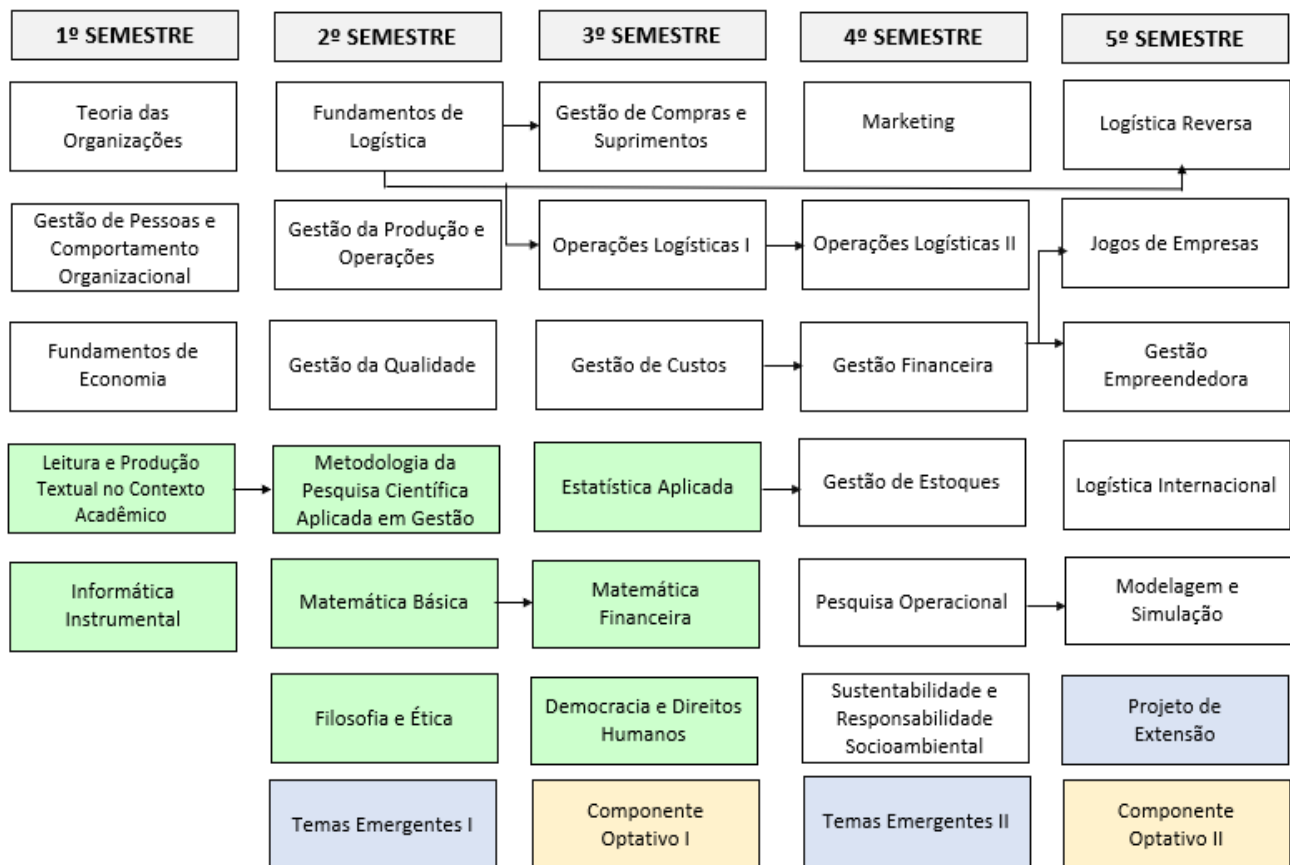 1º SEMESTRE
2º SEMESTRE
3º SEMESTRE
4º SEMESTRE
5º SEMESTRE
Teoria das
Organizações
Fundamentos de
Logística
Gestão de Compras e
Suprimentos
Marketing
Logística Reversa
Gestão de Pessoas e
Comportamento
Organizacional
Gestão da Produção e
Operações
Operações Logísticas I
Operações Logísticas II
Jogos de Empresas
Fundamentos de
Economia
Gestão da Qualidade
Gestão de Custos
Gestão Financeira
Gestão
Empreendedora
Leitura e Produção
Textual no Contexto
Acadêmico
Metodologia da
Pesquisa Científica
Aplicada em Gestão
Estatística Aplicada
Gestão de Estoques
Logística Internacional
Informática
Instrumental
Matemática Básica
Matemática
Financeira
Pesquisa Operacional
Modelagem e
Simulação
Filosofia e Ética
Democracia e Direitos
Humanos
Sustentabilidade e
Responsabilidade
Socioambiental
Projeto de
Extensão
Temas Emergentes I
Componente
Optativo I
Temas Emergentes II
Componente
Optativo II